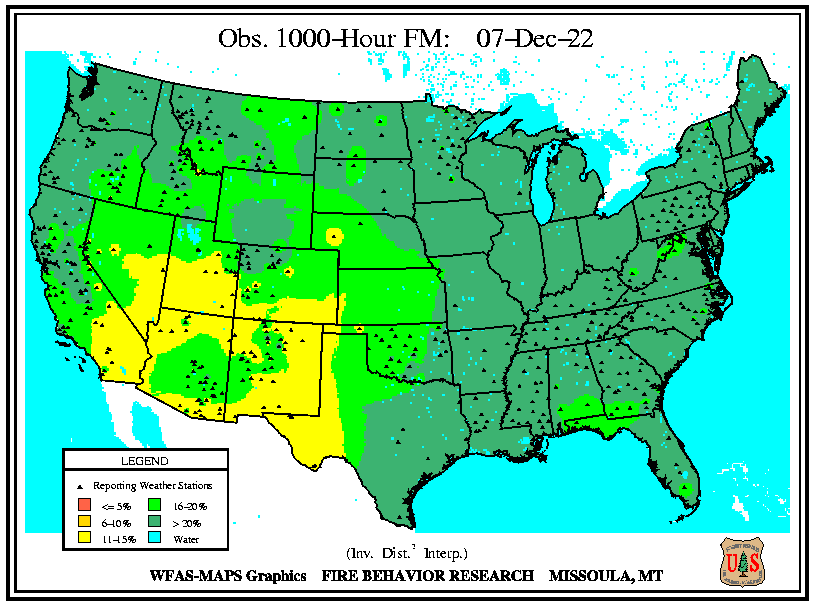 Obs. 1000-Hour FM: 07-Dec-22
LEGEND
Reporting Weather Stations
<= 5% 16-20%
6-10% > 20%
11-15% Water
(Inv. Dist.² Interp.)
WFAS-MAPS Graphics FIRE BEHAVIOR RESEARCH MISSOULA, MT
US